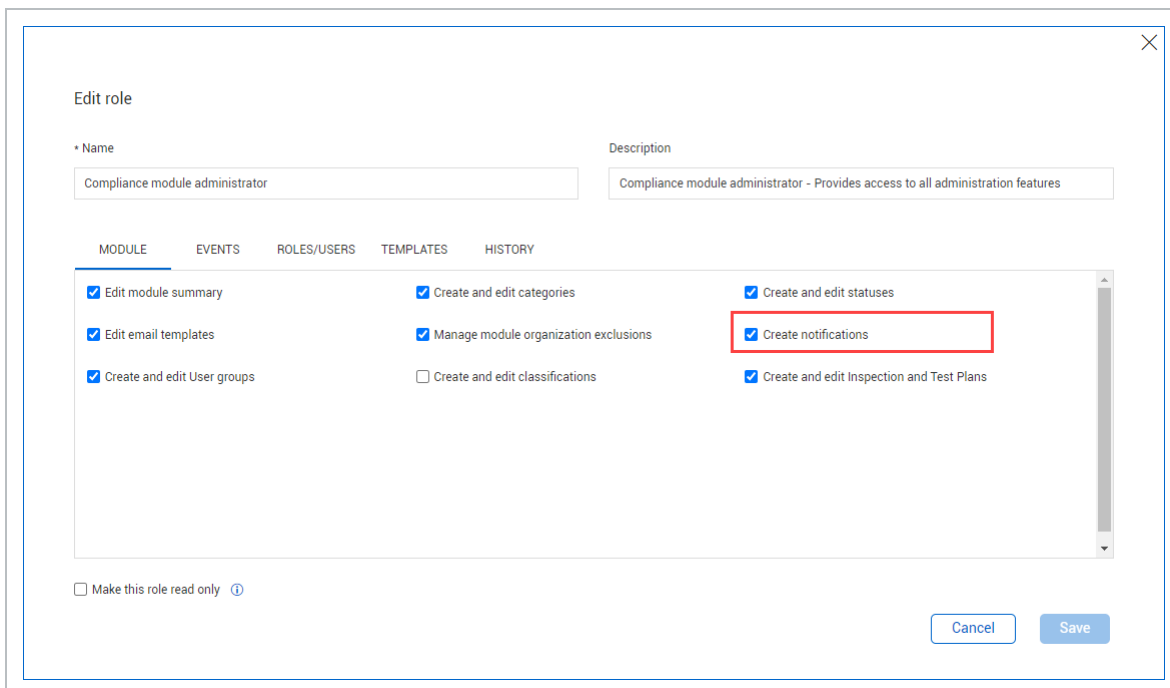 Edit role
* Name
Description
Compliance module administrator
Compliance module administrator - Provides access to all administration features
MODULE EVENTS ROLES/USERS TEMPLATES HISTORY
Edit module summary
Create and edit categories
Create and edit statuses
Edit email templates
Manage module organization exclusions
Create notifications
Create and edit User groups
Create and edit classifications
Create and edit Inspection and Test Plans
Make this role read only
Cancel
Save